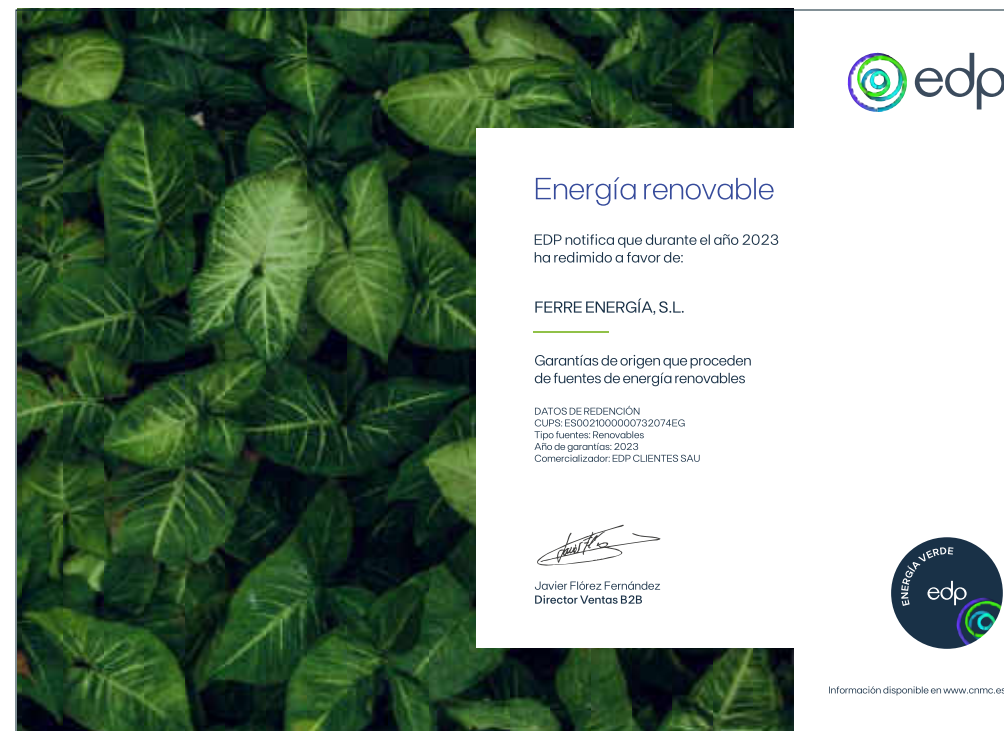 edp
Energía renovable
EDP notifica que durante el año 2023
ha redimido a favor de:
FERRE ENERGÍA, S.L.
Garantías de origen que proceden
de fuentes de energía renovables
DATOS DE REDENCIÓN
CUPS: ES0021000000732074EG
Tipo fuentes: Renovables
Año de garantías: 2023
Comercializador: EDP CLIENTES SAU
Javier Flórez Fernández
Director Ventas B2B
ENERGÍA VERDE
edp
Información disponible en www.cnmc.es